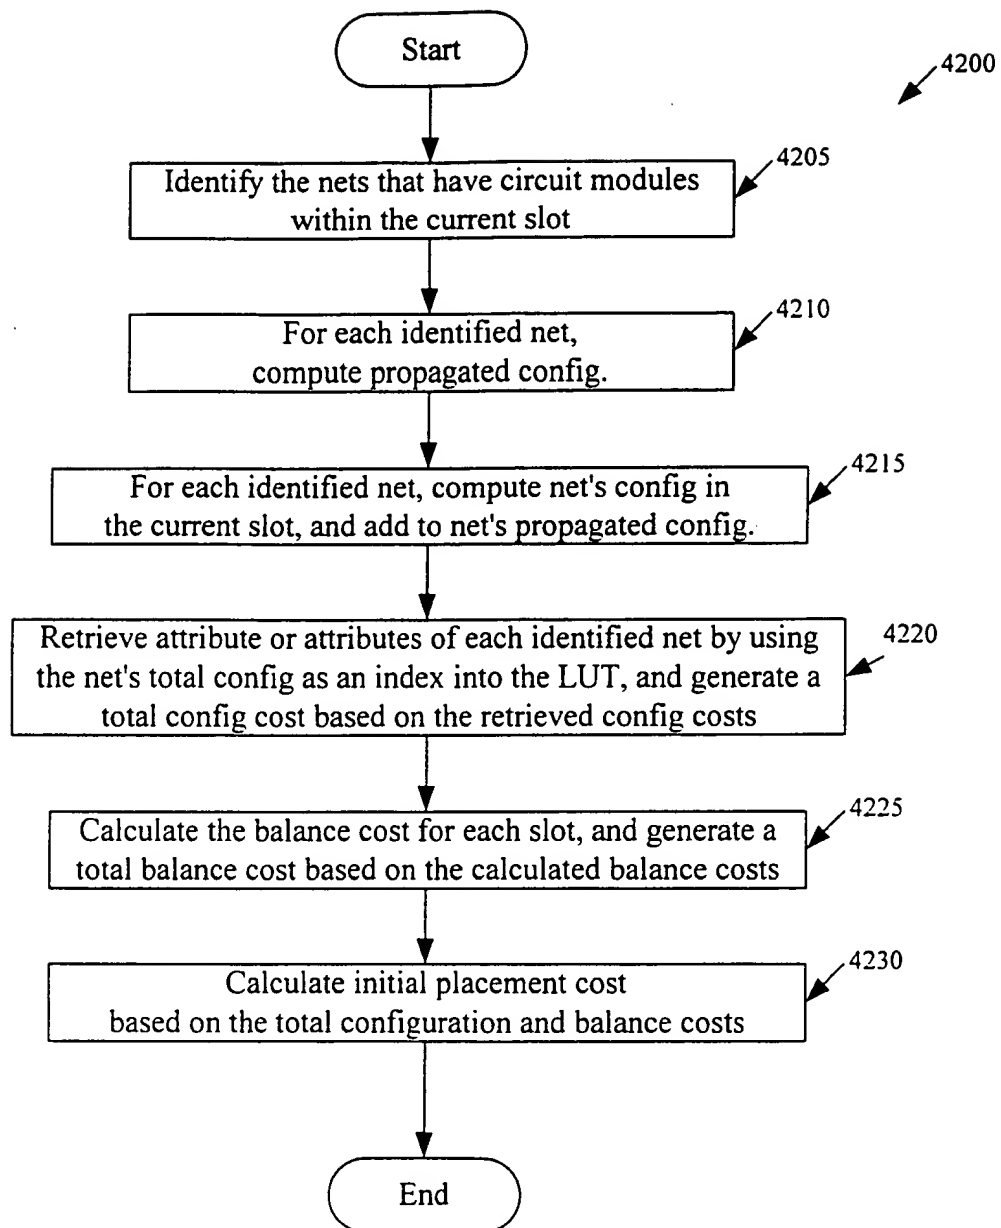 Start
4200
4205
Identify the nets that have circuit modules
within the current slot
4210
For each identified net,
compute propagated config.
4215
For each identified net, compute net's config in
the current slot, and add to net's propagated config.
4220
Retrieve attribute or attributes of each identified net by using
the net's total config as an index into the LUT, and generate a
total config cost based on the retrieved config costs
4225
Calculate the balance cost for each slot, and generate a
total balance cost based on the calculated balance costs
4230
Calculate initial placement cost
based on the total configuration and balance costs
End